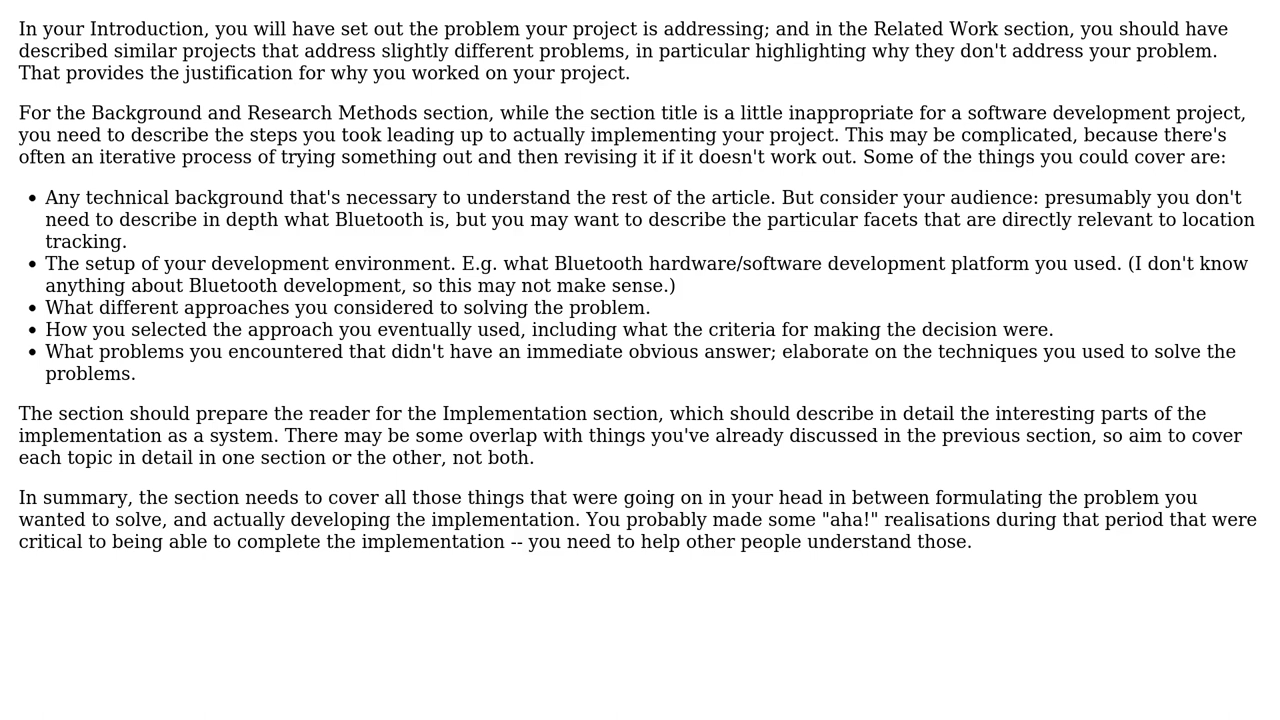 In your Introduction, you will have set out the problem your project is addressing; and in the Related Work section, you should have
described similar projects that address slightly different problems, in particular highlighting why they don't address your problem.
That provides the justification for why you worked on your project.
For the Background and Research Methods section, while the section title is a little inappropriate for a software development project,
you need to describe the steps you took leading up to actually implementing your project. This may be complicated, because there's
often an iterative process of trying something out and then revising it if it doesn't work out. Some of the things you could cover are:
• Any technical background that's necessary to understand the rest of the article. But consider your audience: presumably you don't
need to describe in depth what Bluetooth is, but you may want to describe the particular facets that are directly relevant to location
tracking.
• The setup of your development environment. E.g. what Bluetooth hardware/software development platform you used. (I don't know
anything about Bluetooth development, so this may not make sense.)
• What different approaches you considered to solving the problem.
• How you selected the approach you eventually used, including what the criteria for making the decision were.
• What problems you encountered that didn't have an immediate obvious answer; elaborate on the techniques you used to solve the
problems.
The section should prepare the reader for the Implementation section, which should describe in detail the interesting parts of the
implementation as a system. There may be some overlap with things you've already discussed in the previous section, so aim to cover
each topic in detail in one section or the other, not both.
In summary, the section needs to cover all those things that were going on in your head in between formulating the problem you
wanted to solve, and actually developing the implementation. You probably made some "aha!" realisations during that period that were
critical to being able to complete the implementation -- you need to help other people understand those.